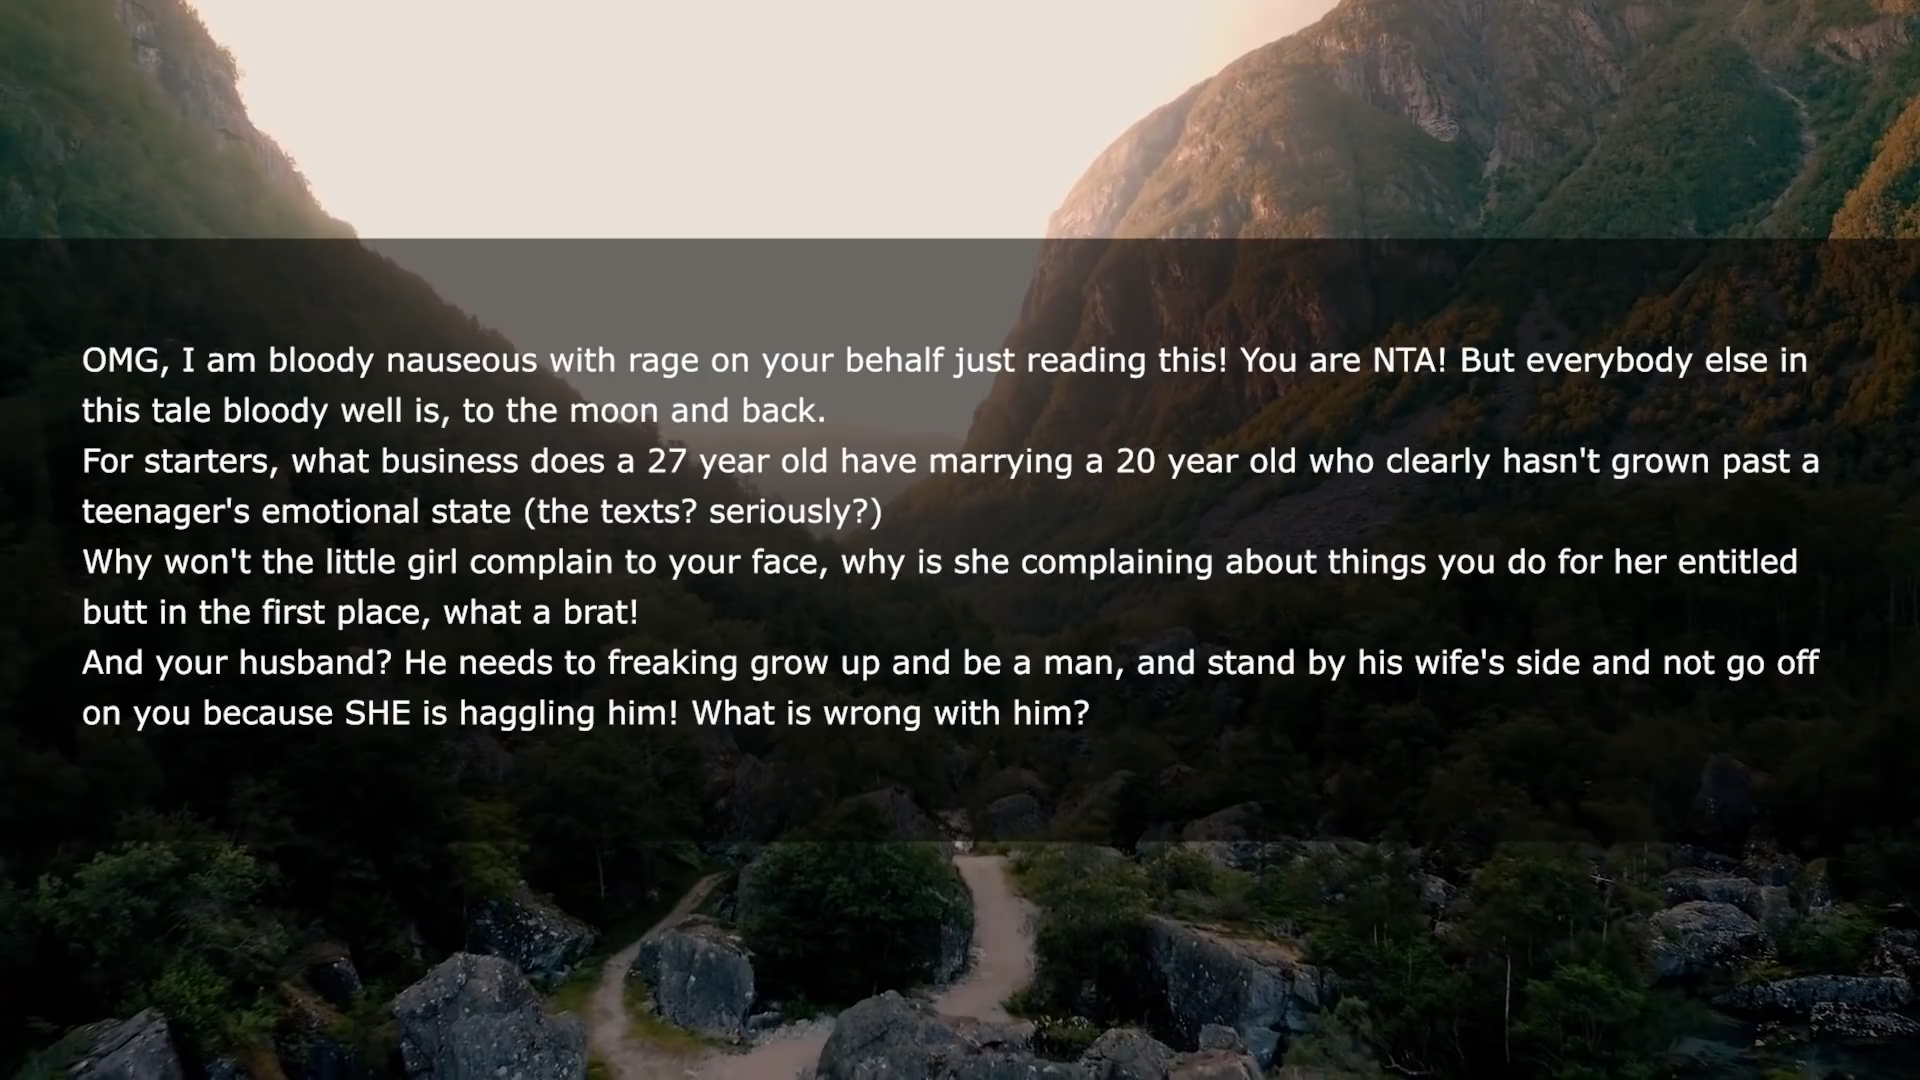 OMG, I am bloody nauseous with rage on your behalf just reading this! You are NTA! But everybody else in
this tale bloody well is, to the moon and back.
For starters, what business does a 27 year old have marrying a 20 year old who clearly hasn't grown past a
teenager's emotional state (the texts? seriously?)
Why won't the little girl complain to your face, why is she complaining about things you do for her entitled
butt in the first place, what a brat!
And your husband? He needs to freaking grow up and be a man, and stand by his wife's side and not go off
on you because SHE is haggling him! What is wrong with him?